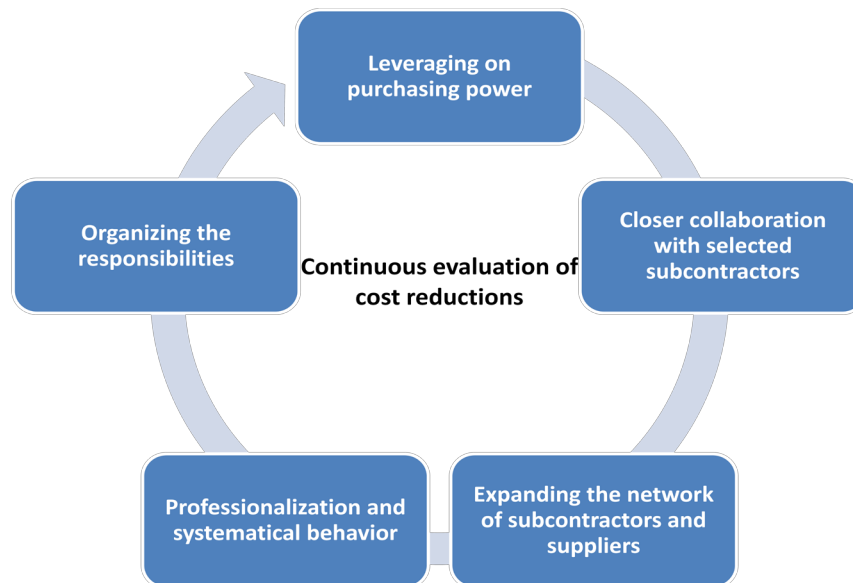 Leveraging on
purchasing power
Closer collaboration
with selected
subcontractors
Expanding the network
of subcontractors and
suppliers
Professionalization and
systematical behavior
Organizing the
responsibilities
Continuous evaluation of
cost reductions